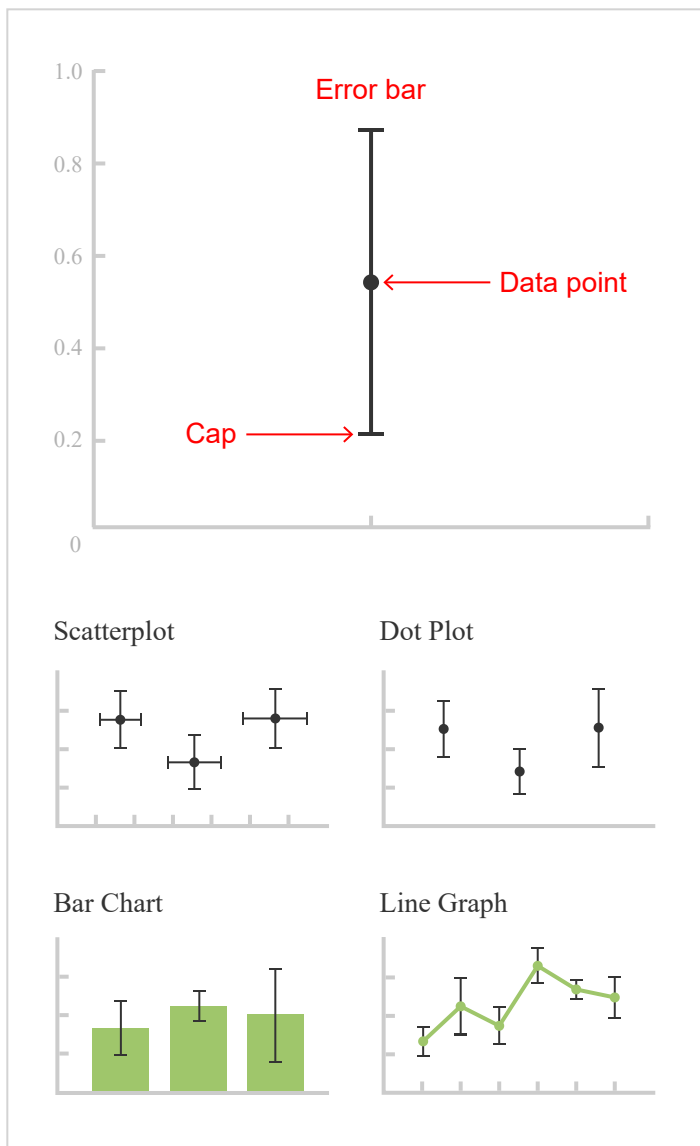 1.0
Error bar
0.8
0.6
Data point
0.4
Cap
0.2
0
Scatterplot
Dot Plot
Bar Chart
Line Graph